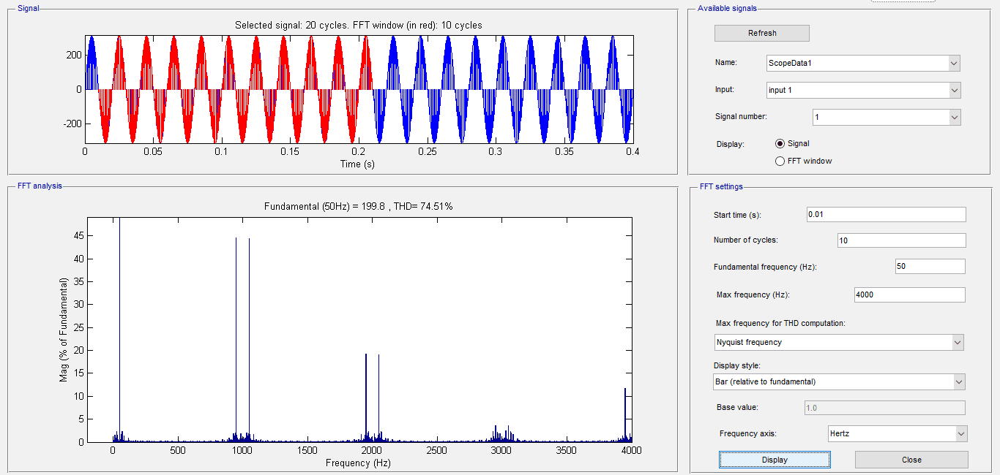 Signal
Selected signal: 20 cycles. FFT window (in red): 10 cycles
200
0
-200
0
0.05
0.1
0.15
0.2
0.25
0.3
0.35
0.4
Time (s)
Available signals
Refresh
Name:
ScopeData1
Input:
input 1
Signal number:
1
Display:
Signal
FFT window
FFT analysis
Fundamental (50Hz) = 199.8 , THD= 74.51%
45
40
35
30
25
20
15
10
5
0
Mag (% of Fundamental)
0
500
1000
1500
2000
2500
3000
3500
4000
Frequency (Hz)
FFT settings
Start time (s):
0.01
Number of cycles:
10
Fundamental frequency (Hz):
50
Max frequency (Hz):
4000
Max frequency for THD computation:
Nyquist frequency
Display style:
Bar (relative to fundamental)
Base value:
1.0
Frequency axis:
Hertz
Display
Close